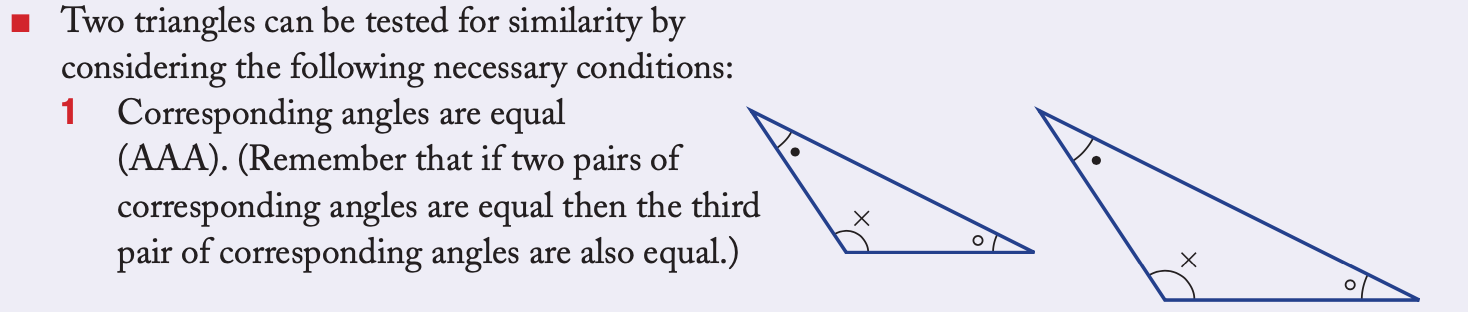 ■ Two triangles can be tested for similarity by
considering the following necessary conditions:
1 Corresponding angles are equal
(AAA). (Remember that if two pairs of
corresponding angles are equal then the third
pair of corresponding angles are also equal.)